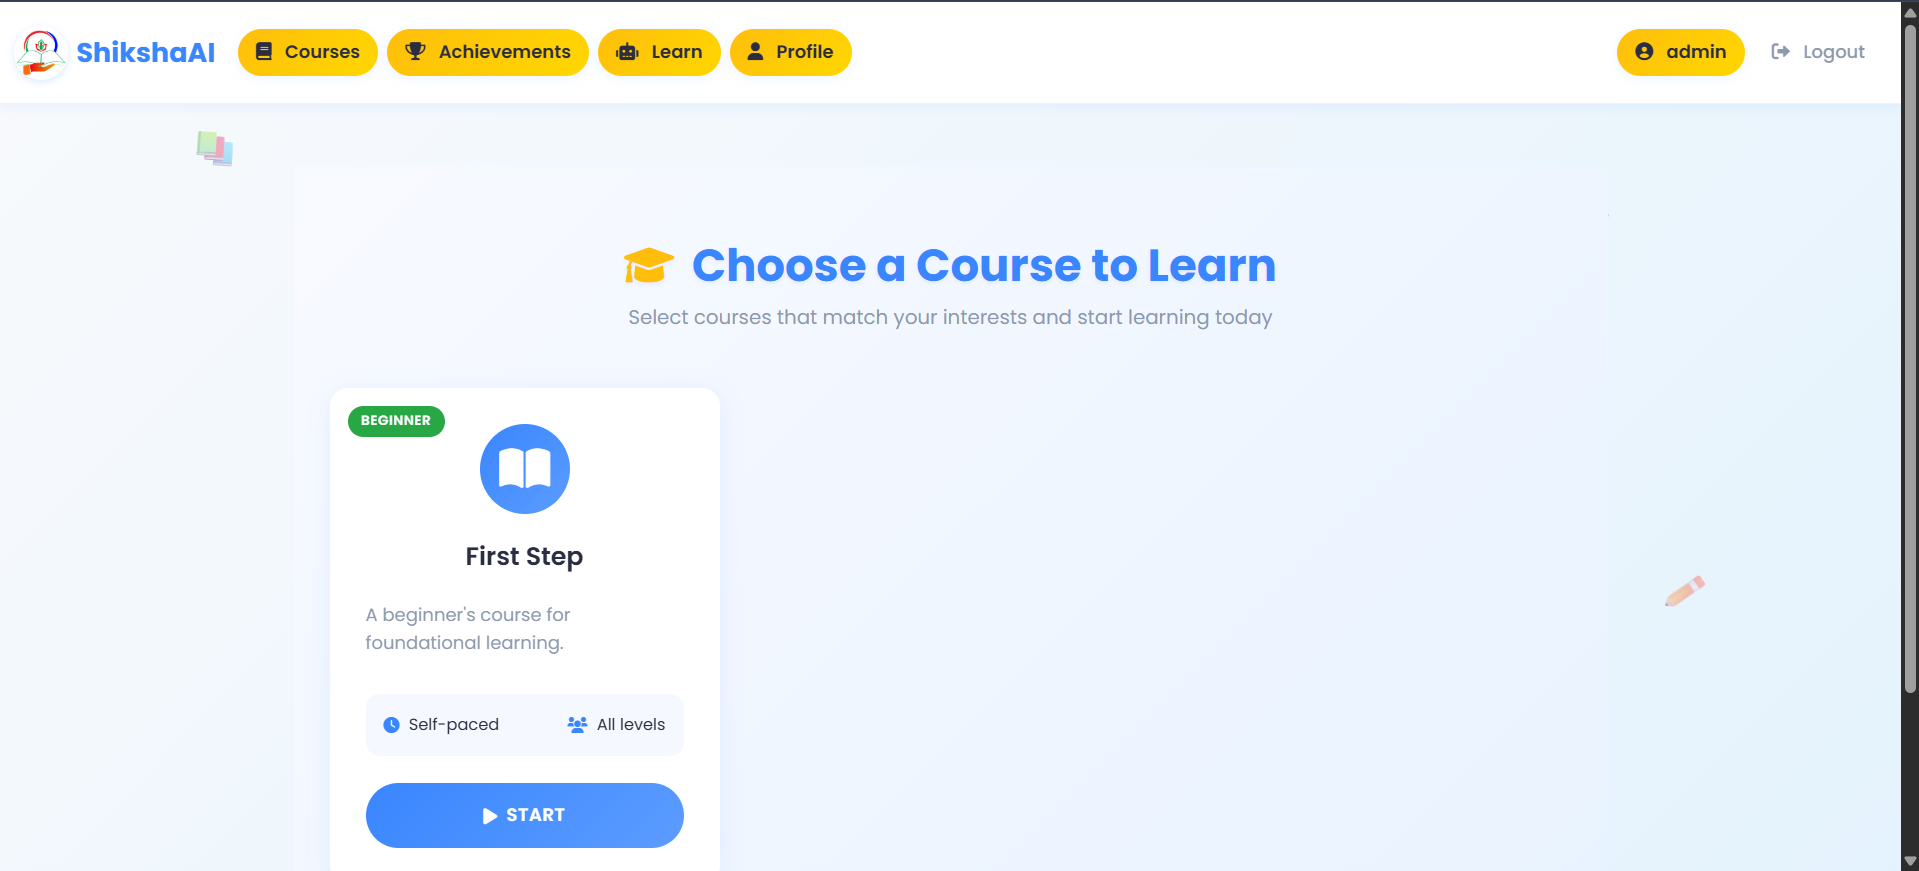 ShikshaAI
Courses
Achievements
Learn
Profile
admin
Logout
Choose a Course to Learn
Select courses that match your interests and start learning today
BEGINNER
First Step
A beginner's course for
foundational learning.
Self-paced
All levels
START